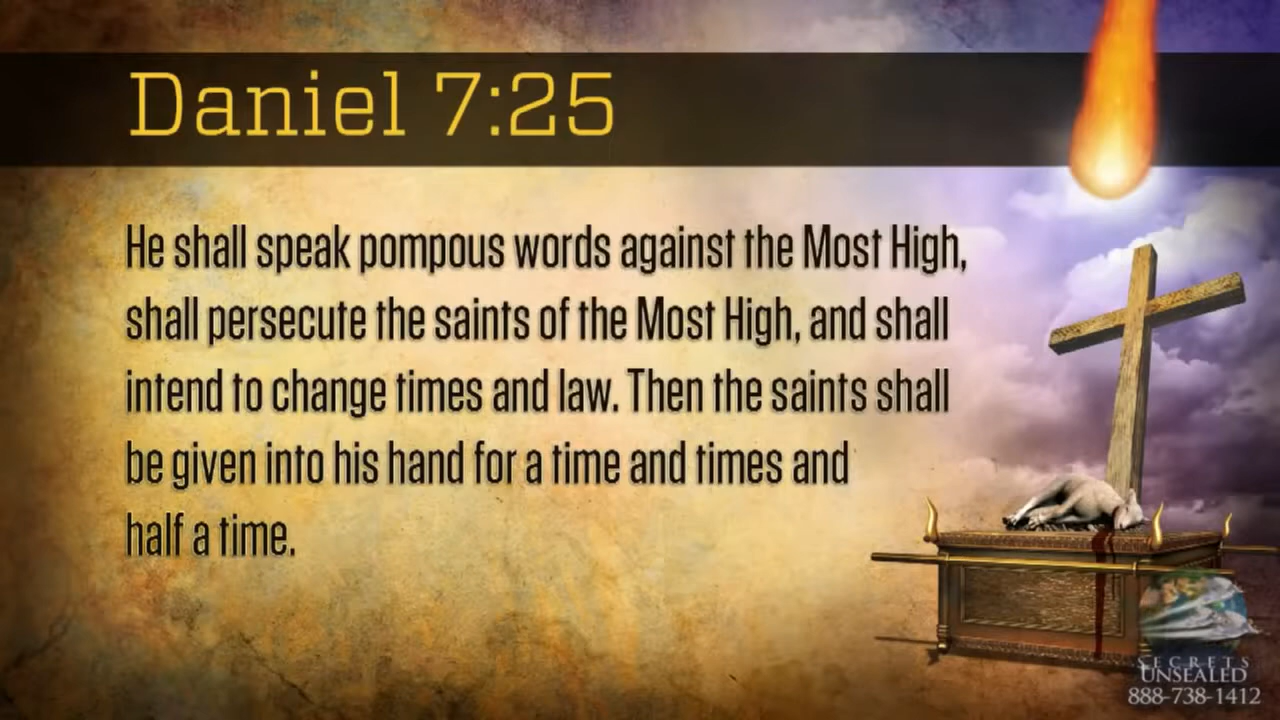 Daniel 7:25
He shall speak pompous words against the Most High,
shall persecute the saints of the Most High, and shall
intend to change times and law. Then the saints shall
be given into his hand for a time and times and
half a time.
SECRETS
UNSEALED
888-738-1412